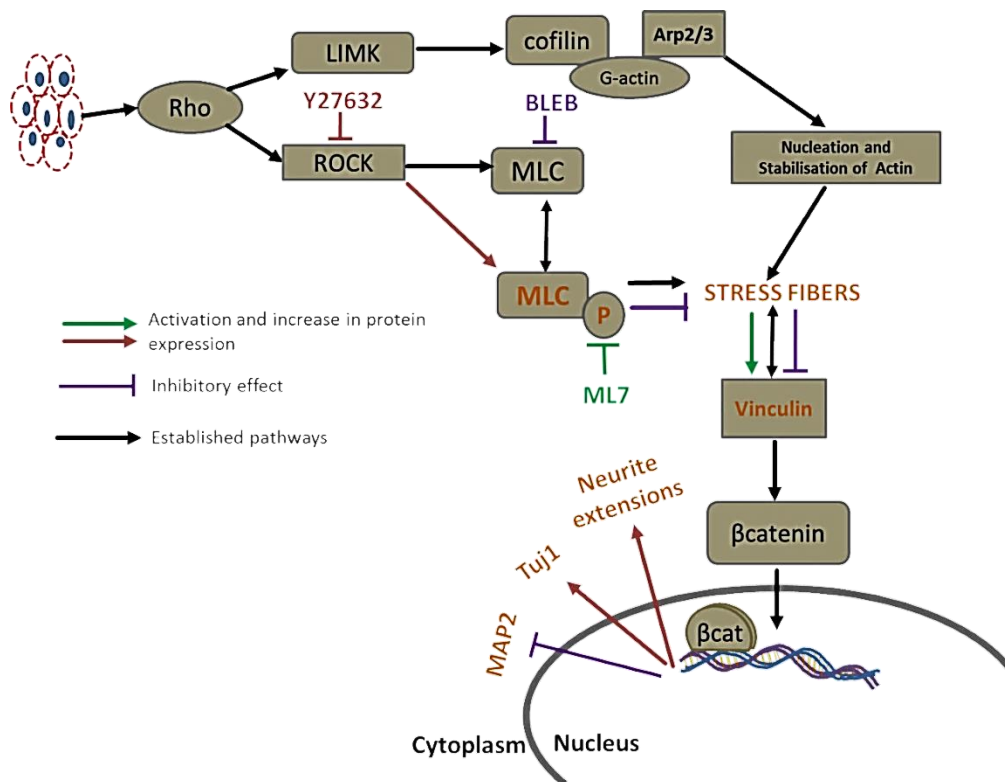 LIMK
cofilin
Arp2/3
G-actin
Rho
Y27632
BLEB
ROCK
MLC
Nucleation and
Stabilisation of Actin
MLC
P
STRESS FIBERS
ML7
Activation and increase in protein
expression
Inhibitory effect
Established pathways
Vinculin
Neurite
extensions
βcatenin
Tuj1
MAP2
βcat
Cytoplasm
Nucleus